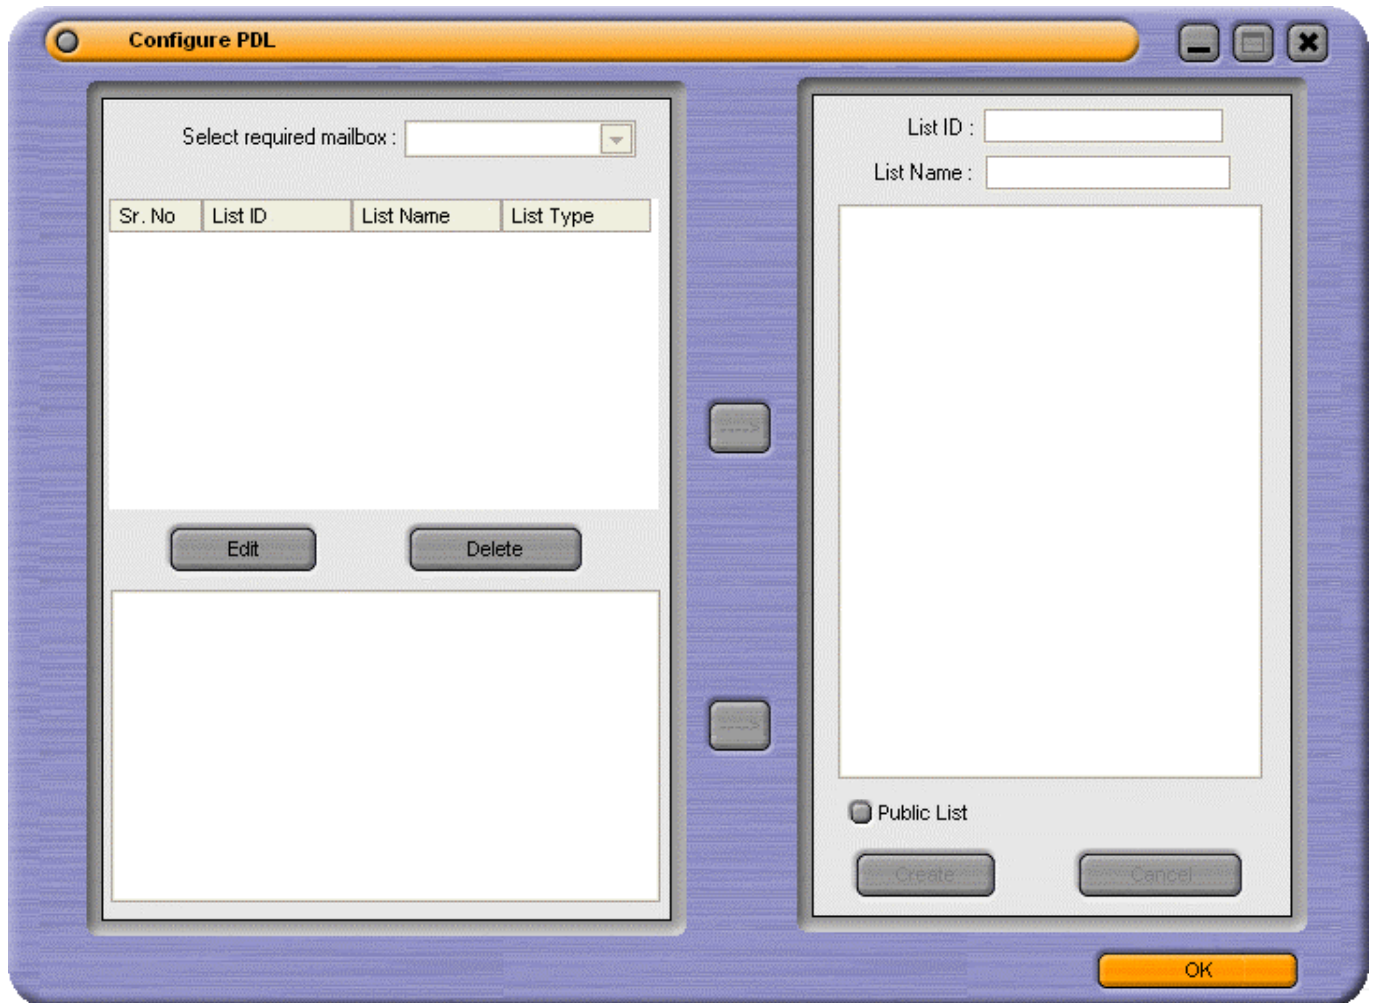 Configure PDL
Select required mailbox :
Sr. No List ID List Name List Type
Edit Delete
List ID :
List Name :
---->
---->
Public List
Create Cancel
OK